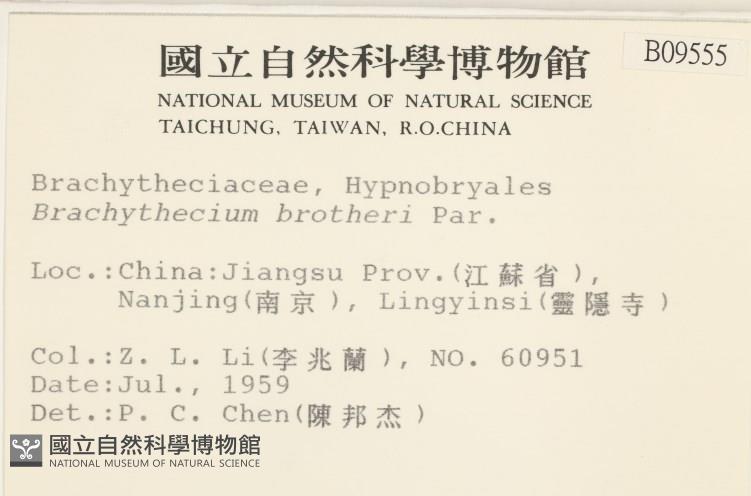 國立自然科學博物館
B09555
NATIONAL MUSEUM OF NATURAL SCIENCE
TAICHUNG, TAIWAN, R.O.CHINA
Brachytheciaceae, Hypnobryales
Brachythecium brotheri Par.
Loc.:China:Jiangsu Prov.(江蘇省),
Nanjing(南京), Lingyinsi(靈隱寺)
Col.:Z. L. Li(李兆蘭), NO. 60951
Date:Jul., 1959
Det.:P. C. Chen(陳邦杰)
國立自然科學博物館
NATIONAL MUSEUM OF NATURAL SCIENCE